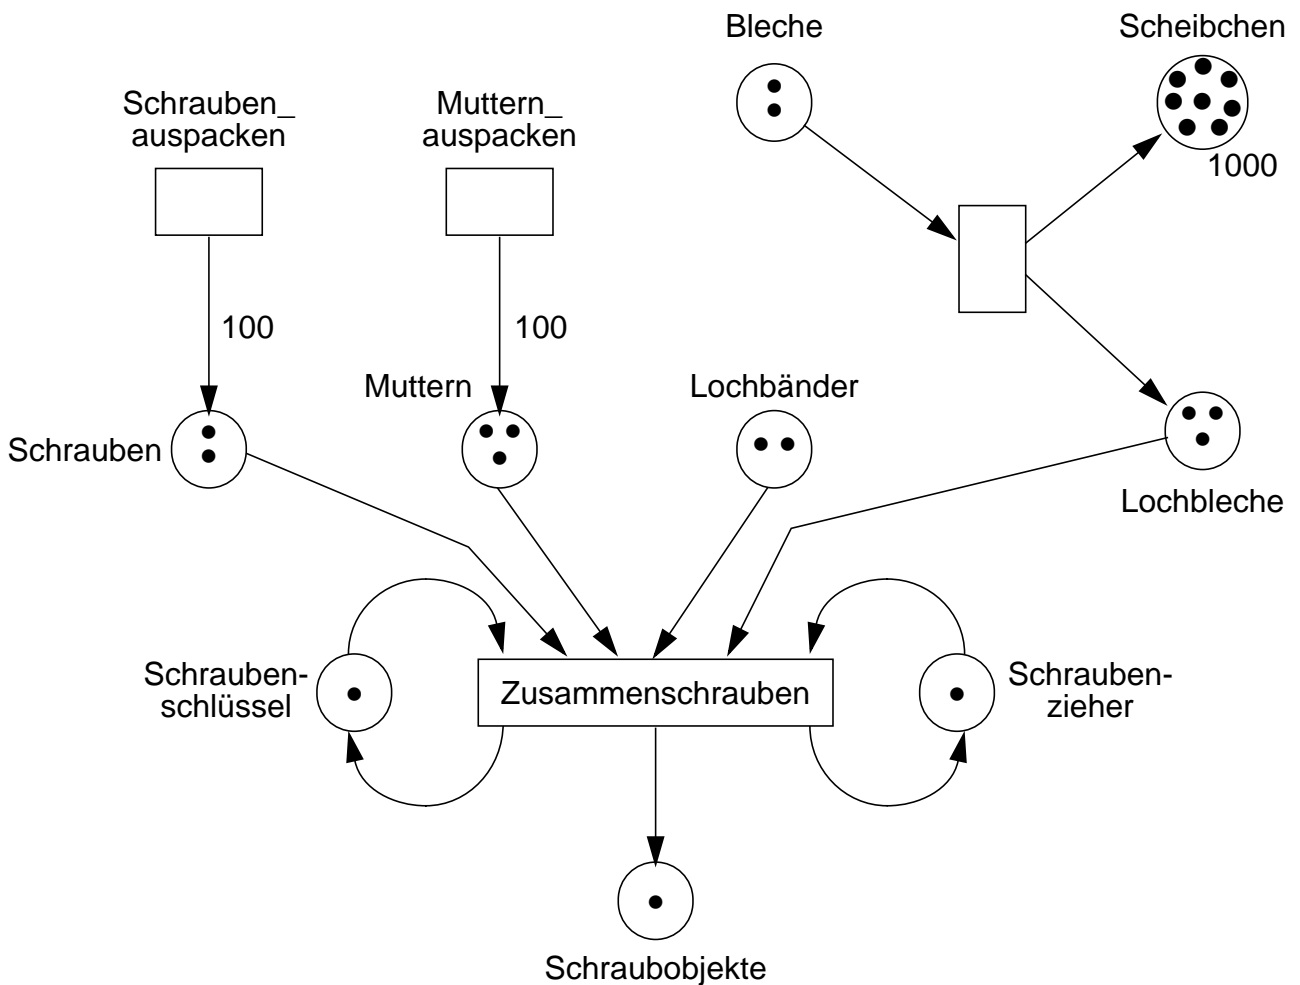 Bleche
Scheibchen
Schrauben_
auspacken
Muttern_
auspacken
1000
100
100
Muttern
Lochbänder
Schrauben
Lochbleche
Schrauben-
schlüssel
Zusammenschrauben
Schrauben-
zieher
Schraubobjekte